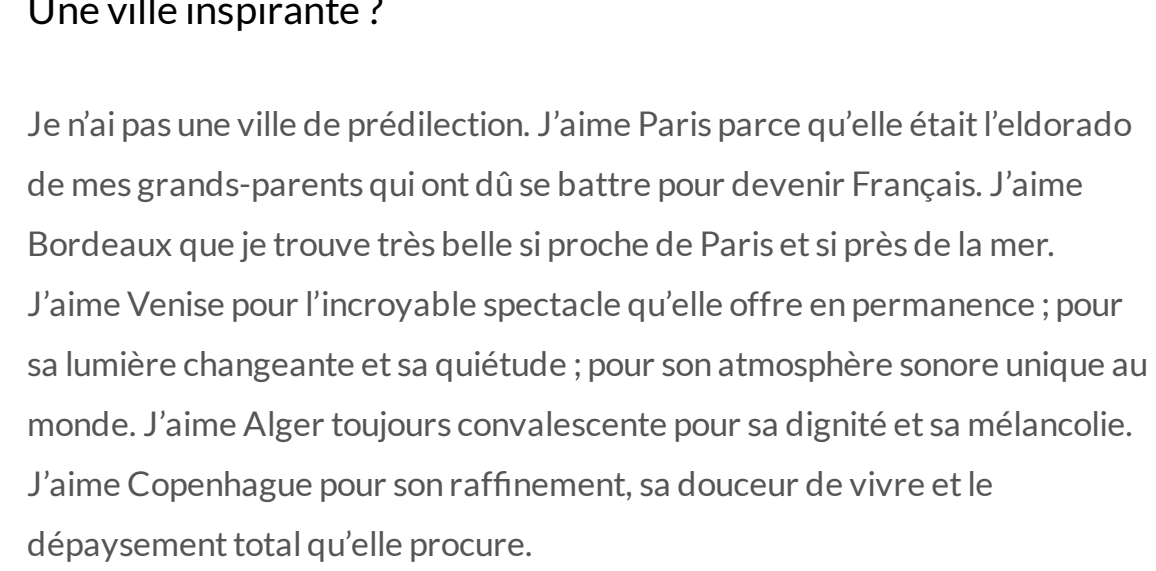 Une ville inspirante ?
Je n’ai pas une ville de prédilection. J’aime Paris parce qu’elle était l’eldorado
de mes grands-parents qui ont dû se battre pour devenir Français. J’aime
Bordeaux que je trouve très belle si proche de Paris et si près de la mer.
J’aime Venise pour l’incroyable spectacle qu’elle offre en permanence ; pour
sa lumière changeante et sa quiétude ; pour son atmosphère sonore unique au
monde. J’aime Alger toujours convalescente pour sa dignité et sa mélancolie.
J’aime Copenhague pour son raffinement, sa douceur de vivre et le
dépaysement total qu’elle procure.